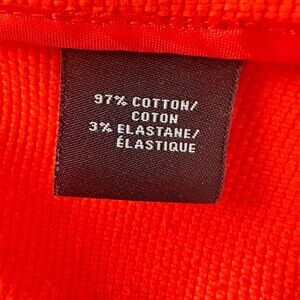 97% COTTON/
COTON
3% ELASTANE/
ÉLASTIQUE